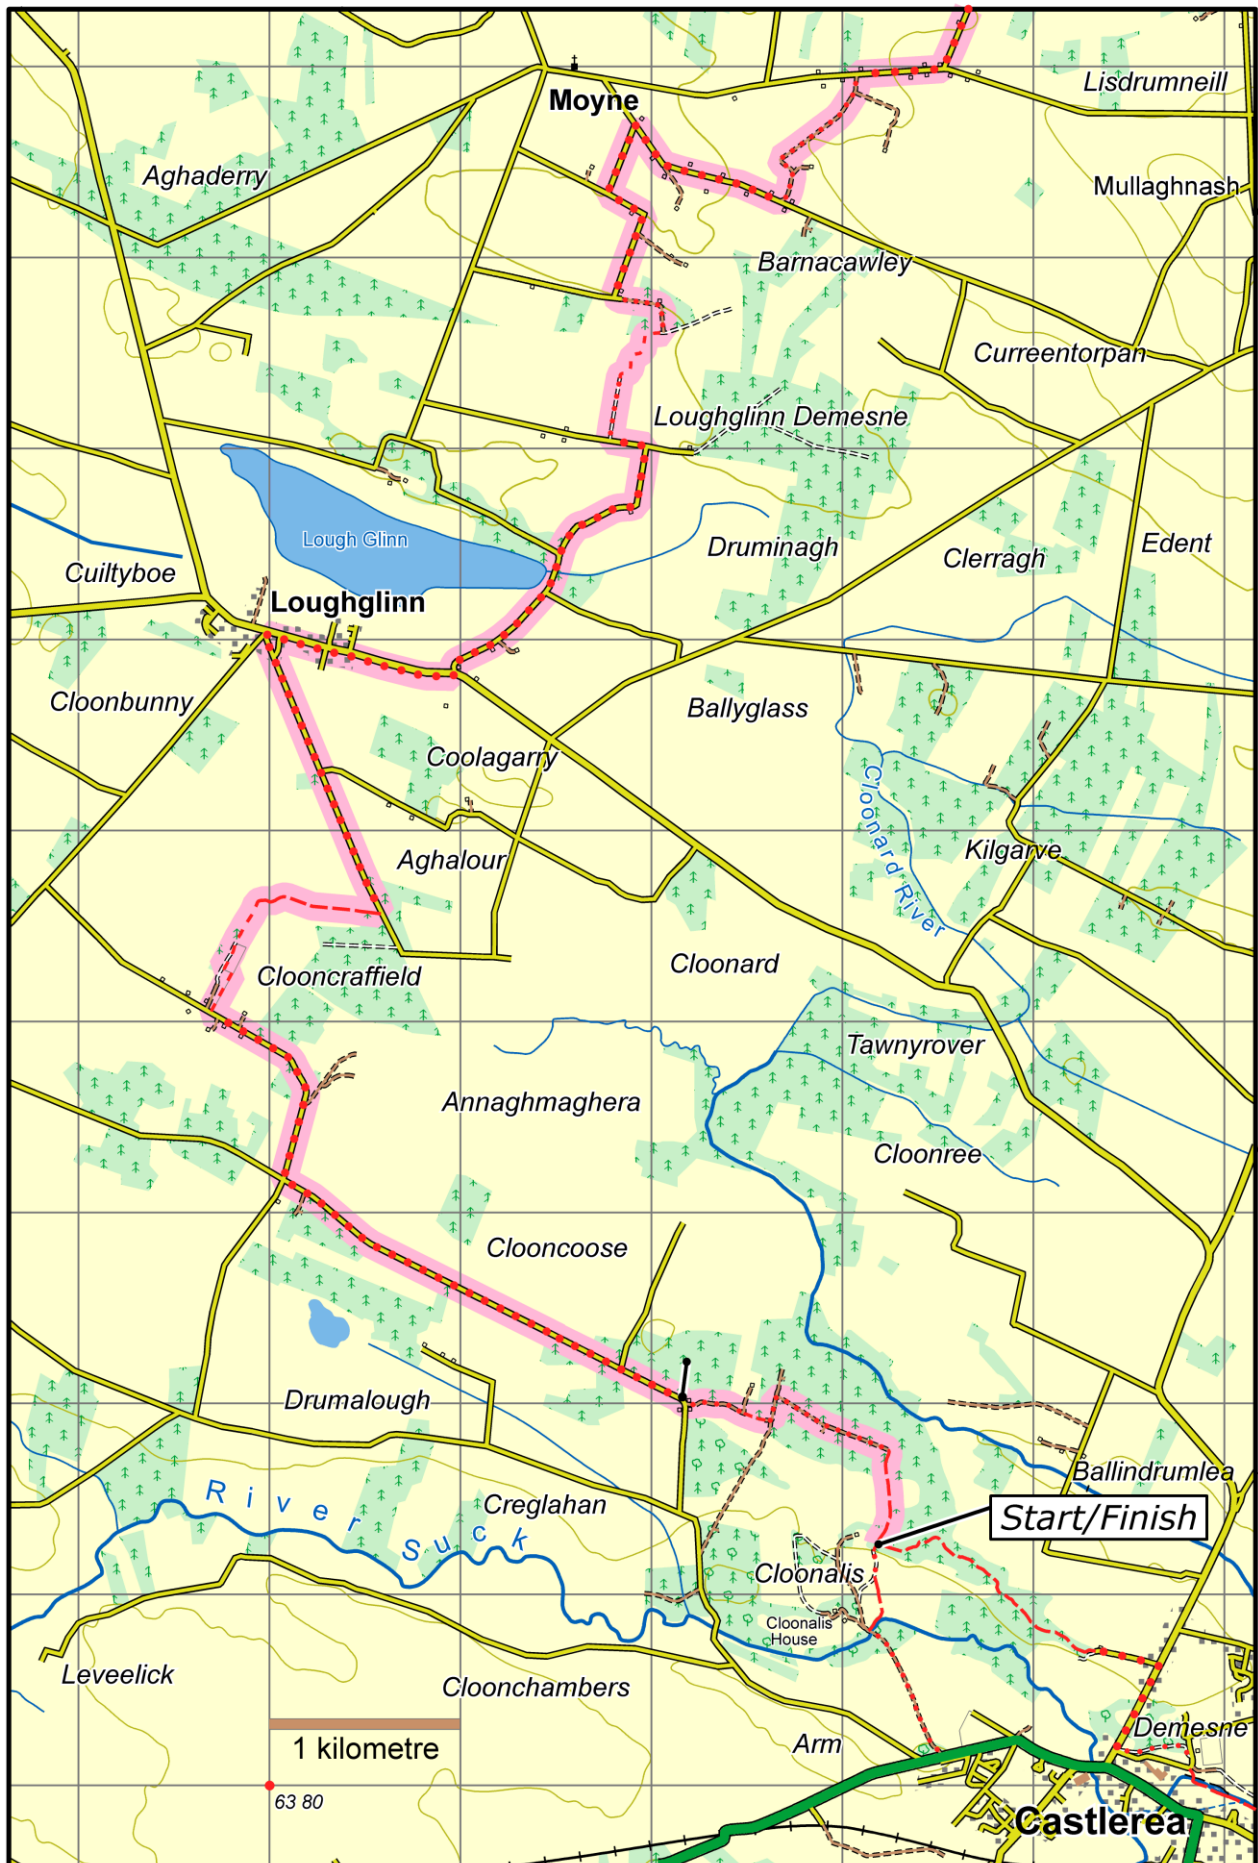 Lisdrumneill
Moyne
Aghaderry
Mullaghnash
Barnacawley
Curreentorpan
Loughglinn Demesne
Lough Glinn
Druminagh
Clerragh
Edent
Cuiltyboe
Loughglinn
Cloonbunny
Ballyglass
Coolagarry
Cloonard River
Aghalour
Kilgarve
Clooncraffield
Cloonard
Tawnyrover
Annaghmaghera
Cloonree
Clooncoose
Drumalough
Ballindrumlea
River Suck
Creglahan
Start/Finish
Cloonalis
Cloonalis
House
Leveelick
Cloonchambers
Demesne
1 kilometre
Arm
63 80
Castlerea